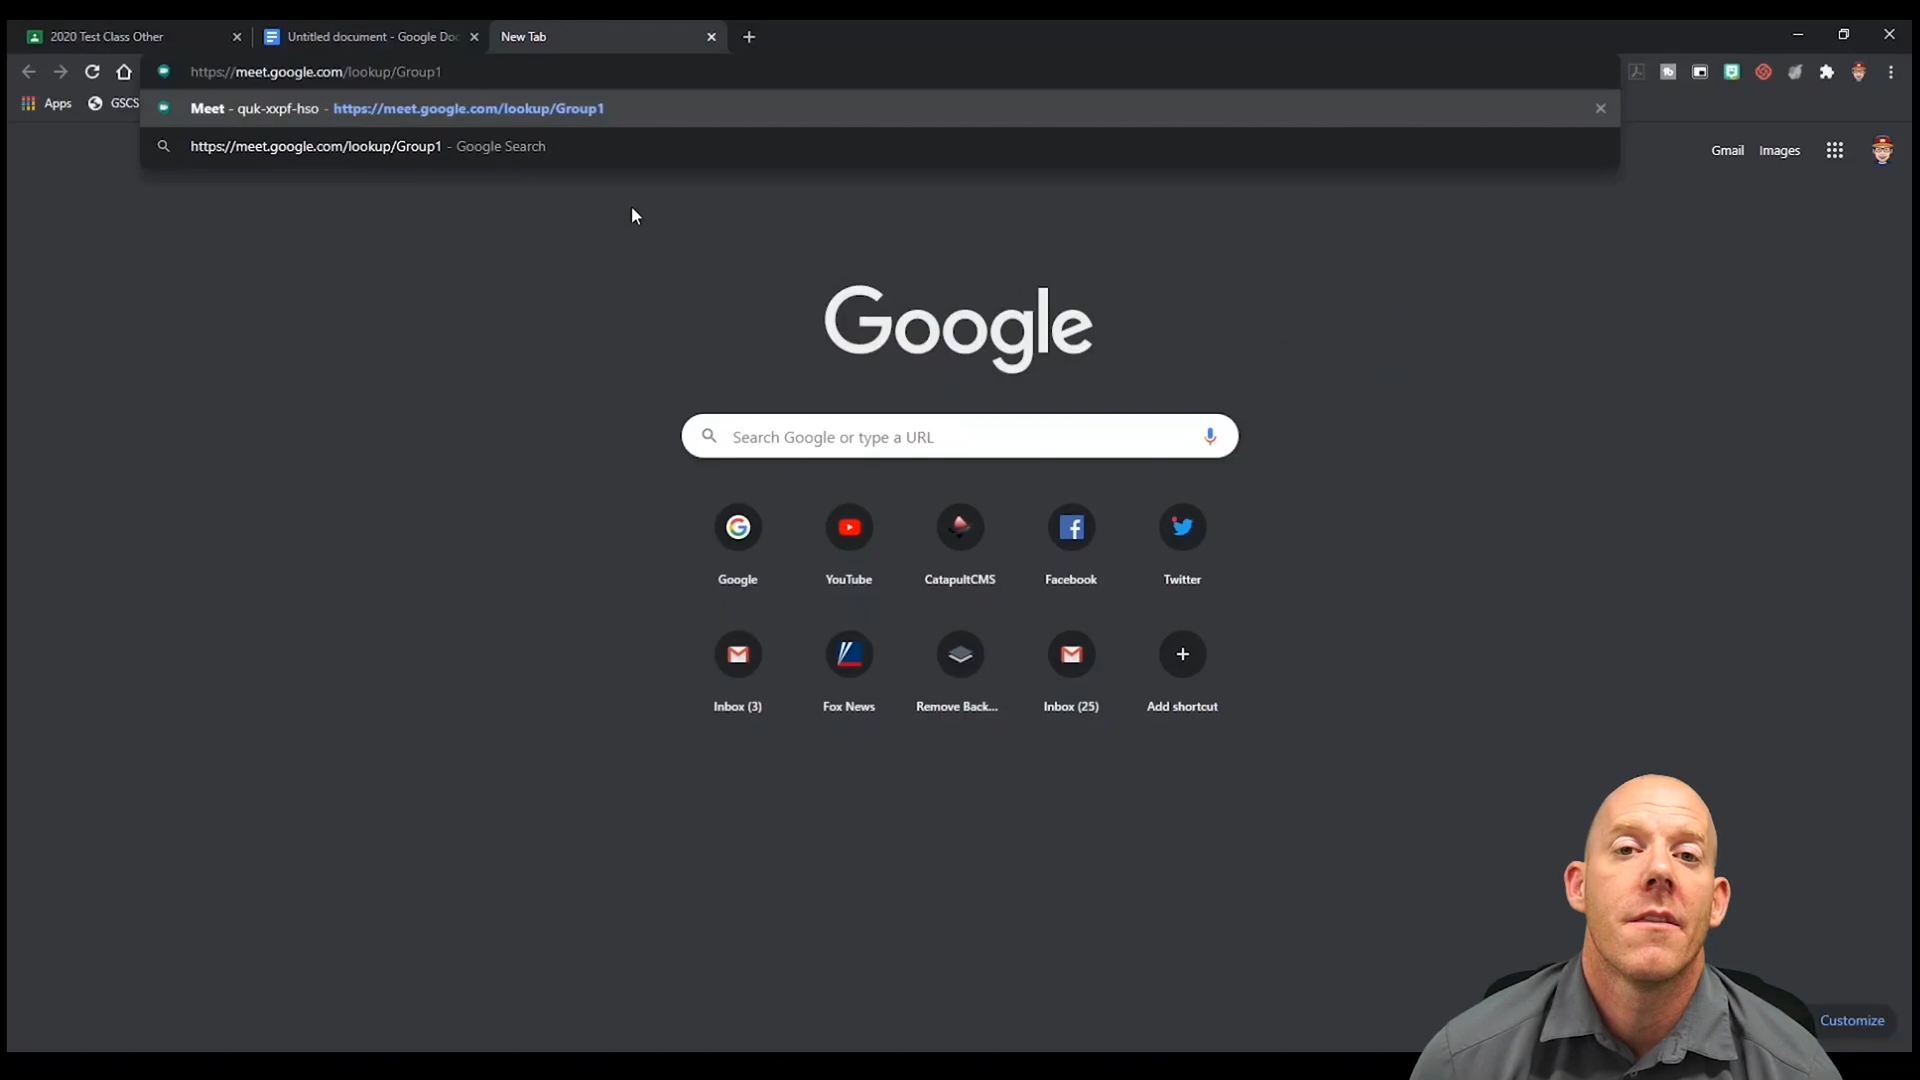 2020 Test Class Other
Untitled document - Google Doc
New Tab
https://meet.google.com/lookup/Group1
Apps
GSCS
Meet - quk-xxpf-hso - https://meet.google.com/lookup/Group1
https://meet.google.com/lookup/Group1 - Google Search
Gmail
Images
Google
Search Google or type a URL
Google
YouTube
CatapultCMS
Facebook
Twitter
Inbox (3)
Fox News
Remove Back...
Inbox (25)
Add shortcut
Customize